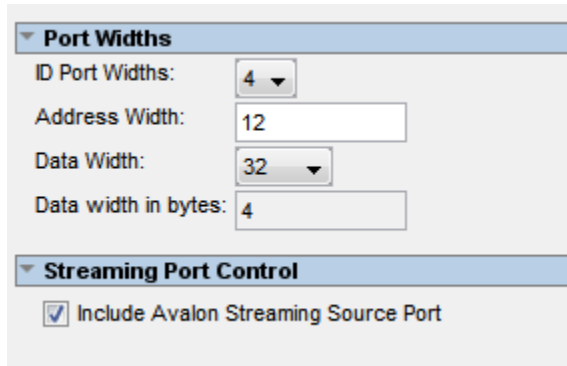 Port Widths
ID Port Widths: 4
Address Width: 12
Data Width: 32
Data width in bytes: 4
Streaming Port Control
Include Avalon Streaming Source Port